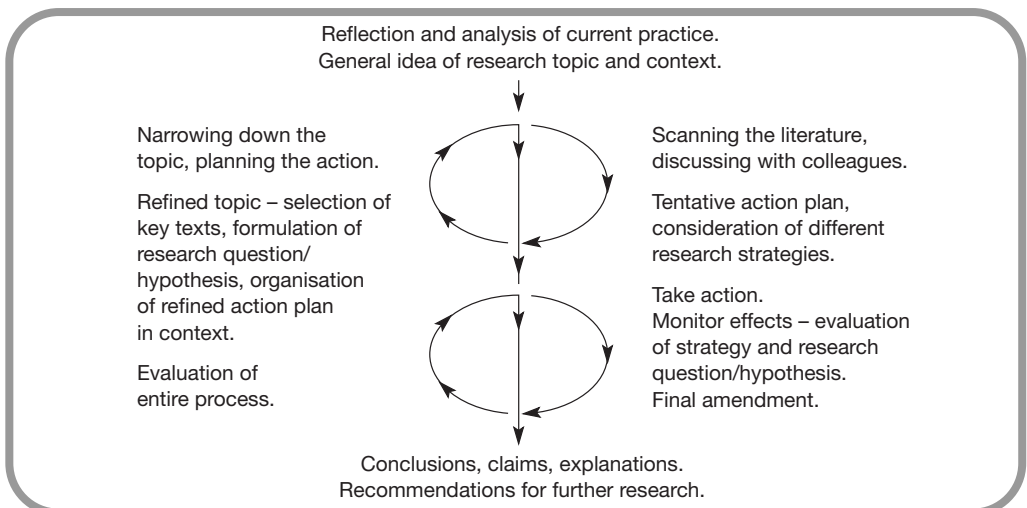 Reflection and analysis of current practice.
General idea of research topic and context.
Narrowing down the
topic, planning the action.
Refined topic – selection of
key texts, formulation of
research question/
hypothesis, organisation
of refined action plan
in context.
Evaluation of
entire process.
Scanning the literature,
discussing with colleagues.
Tentative action plan,
consideration of different
research strategies.
Take action.
Monitor effects – evaluation
of strategy and research
question/hypothesis.
Final amendment.
Conclusions, claims, explanations.
Recommendations for further research.